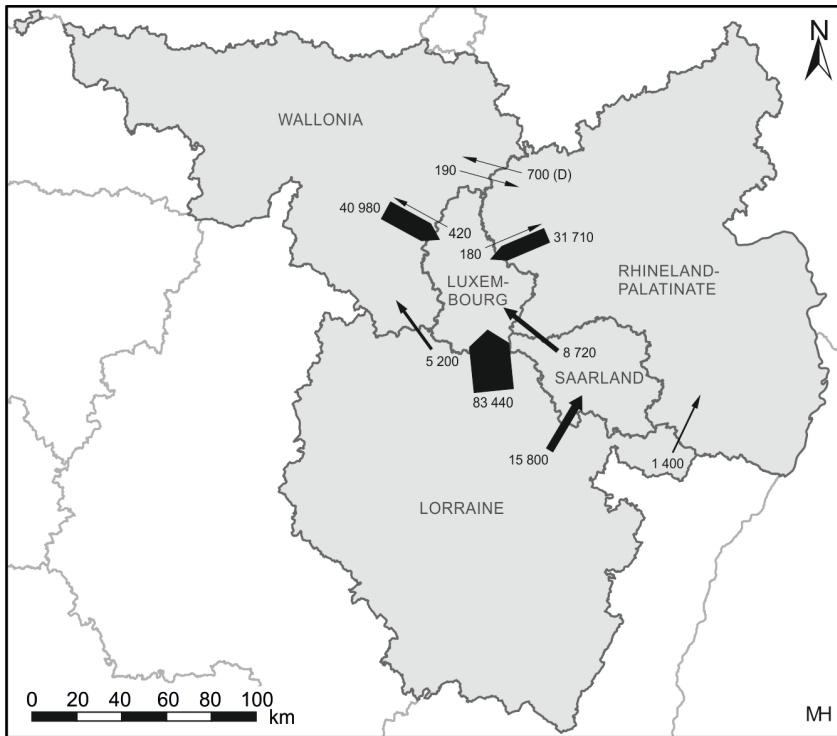 N
WALLONIA
190
700 (D)
40 980
420
180
31 710
LUXEM-
BOURG
RHINELAND-
PALATINATE
5 200
8 720
SAARLAND
83 440
15 800
1 400
LORRAINE
0 20 40 60 80 100
km
MH